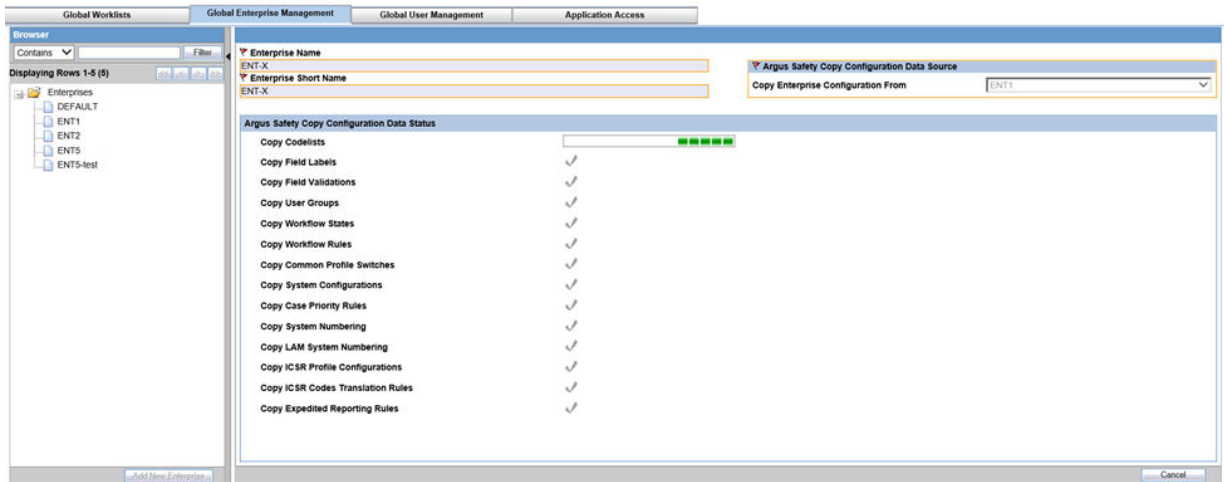 Global Worklists
Global Enterprise Management
Global User Management
Application Access
Browser
Contains
Filter
Displaying Rows 1-5 (5)
Enterprises
DEFAULT
ENT1
ENT2
ENT5
ENT5-test
Add New Enterprise
Enterprise Name
ENT-X
Enterprise Short Name
ENT-X
Argus Safety Copy Configuration Data Source
Copy Enterprise Configuration From
ENT1
Argus Safety Copy Configuration Data Status
Copy Codelists
Copy Field Labels
Copy Field Validations
Copy User Groups
Copy Workflow States
Copy Workflow Rules
Copy Common Profile Switches
Copy System Configurations
Copy Case Priority Rules
Copy System Numbering
Copy LAM System Numbering
Copy ICSR Profile Configurations
Copy ICSR Codes Translation Rules
Copy Expedited Reporting Rules
Cancel